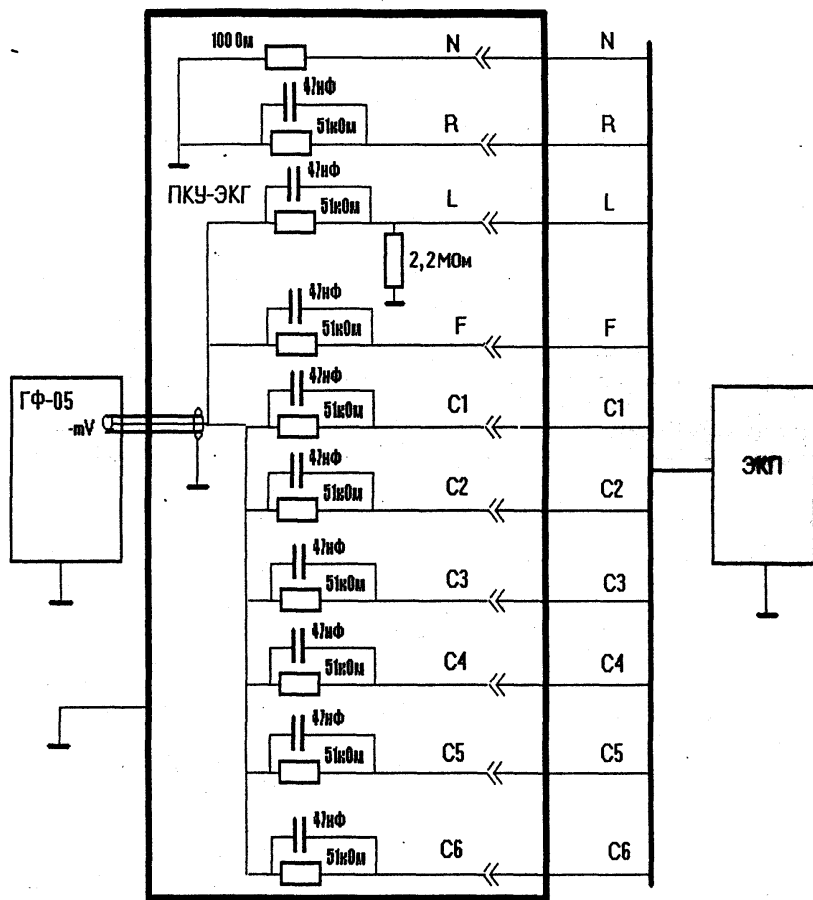 100 Ом N N
47нФ
51кОм R R
ПКУ-ЭКГ
47нФ
51кОм L L
2,2МОм
47нФ
51кОм F F
ГФ-05
-mV
47нФ
51кОм C1 C1
47нФ
51кОм C2 C2
ЭКП
47нФ
51кОм C3 C3
47нФ
51кОм C4 C4
47нФ
51кОм C5 C5
47нФ
51кОм C6 C6